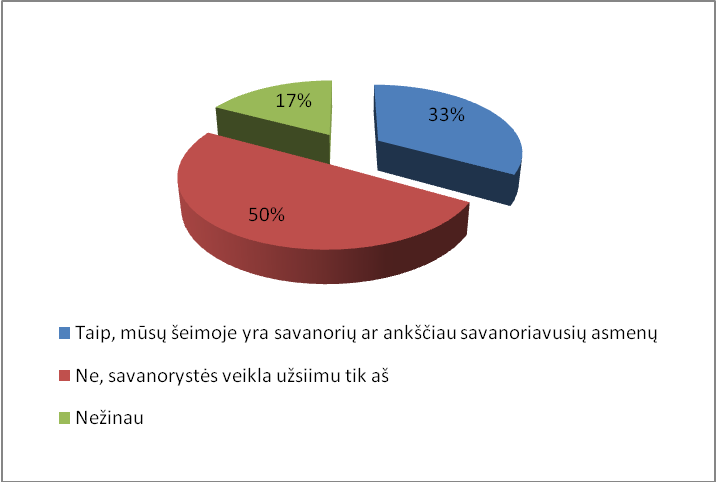 17%
33%
50%
Taip, mūsų šeimoje yra savanorių ar ankščiau savanoriavusių asmenų
Ne, savanorystės veikla užsiimu tik aš
Nežinau